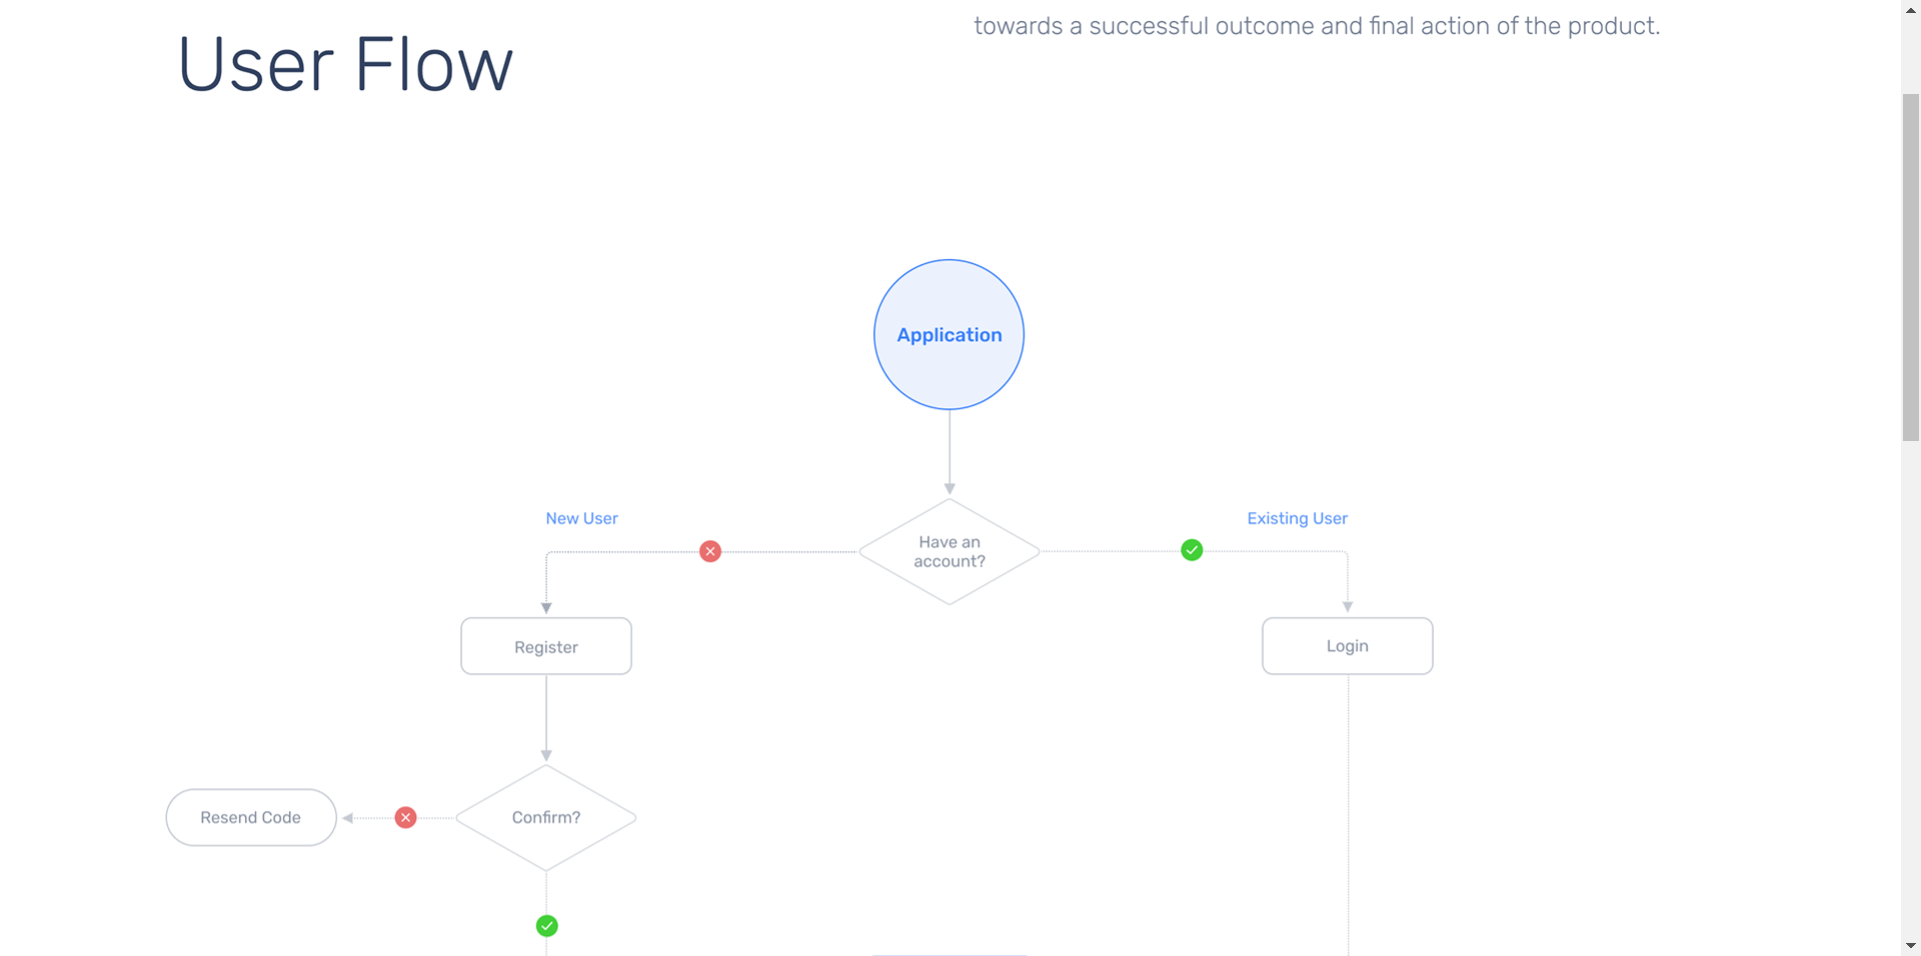 towards a successful outcome and final action of the product.
User Flow
Application
New User
Existing User
Have an
account?
Register
Login
Resend Code
Confirm?